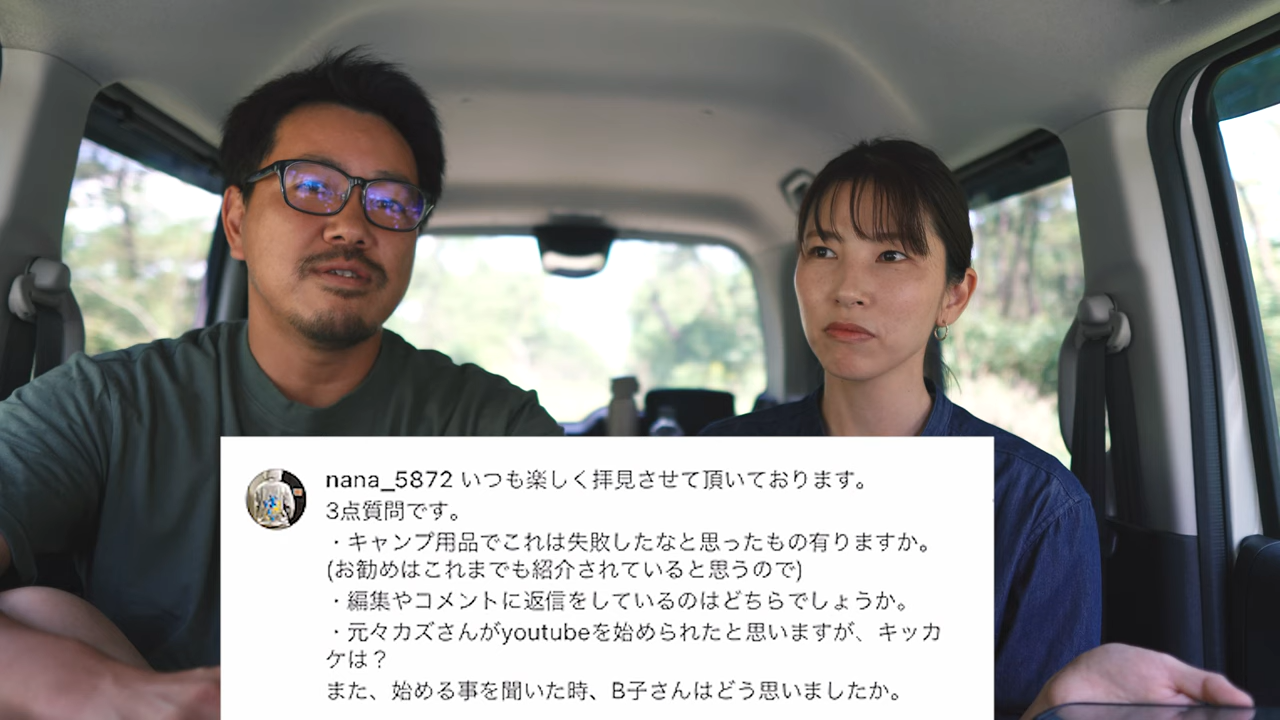 nana_5872 いつも楽しく拝見させて頂いております。
3点質問です。
・キャンプ用品でこれは失敗したなと思ったもの有りますか。
(お勧めはこれまでも紹介されていると思うので)
・編集やコメントに返信をしているのはどちらでしょうか。
・元々カズさんがyoutubeを始められたと思いますが、キッカ
ケは？
また、始める事を聞いた時、B子さんはどう思いましたか。